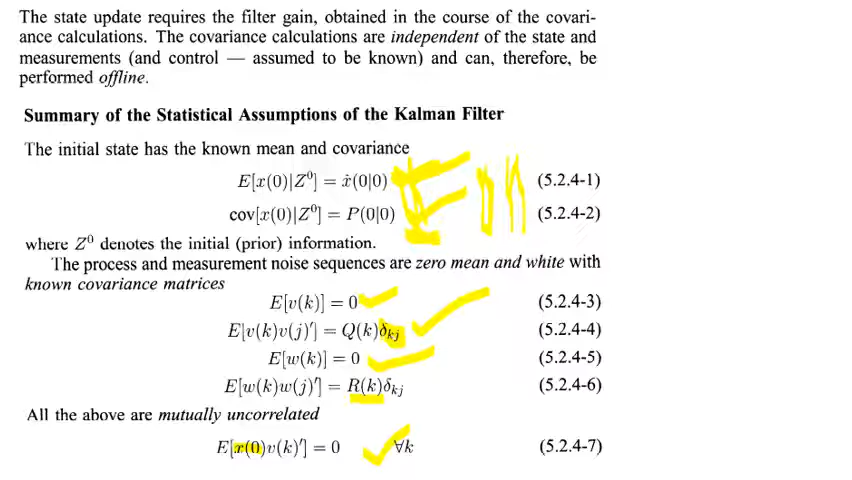 The state update requires the filter gain, obtained in the course of the covari-
ance calculations. The covariance calculations are independent of the state and
measurements (and control — assumed to be known) and can, therefore, be
performed offline.
Summary of the Statistical Assumptions of the Kalman Filter
The initial state has the known mean and covariance
E[x(0)|Z⁰] = x̂(0|0) (5.2.4-1)
cov[x(0)|Z⁰] = P(0|0) (5.2.4-2)
where Z⁰ denotes the initial (prior) information.
The process and measurement noise sequences are zero mean and white with
known covariance matrices
E[v(k)] = 0 (5.2.4-3)
E[v(k)v(j)′] = Q(k)δₖⱼ (5.2.4-4)
E[w(k)] = 0 (5.2.4-5)
E[w(k)w(j)′] = R(k)δₖⱼ (5.2.4-6)
All the above are mutually uncorrelated
E[x(0)v(k)′] = 0 ∀k (5.2.4-7)